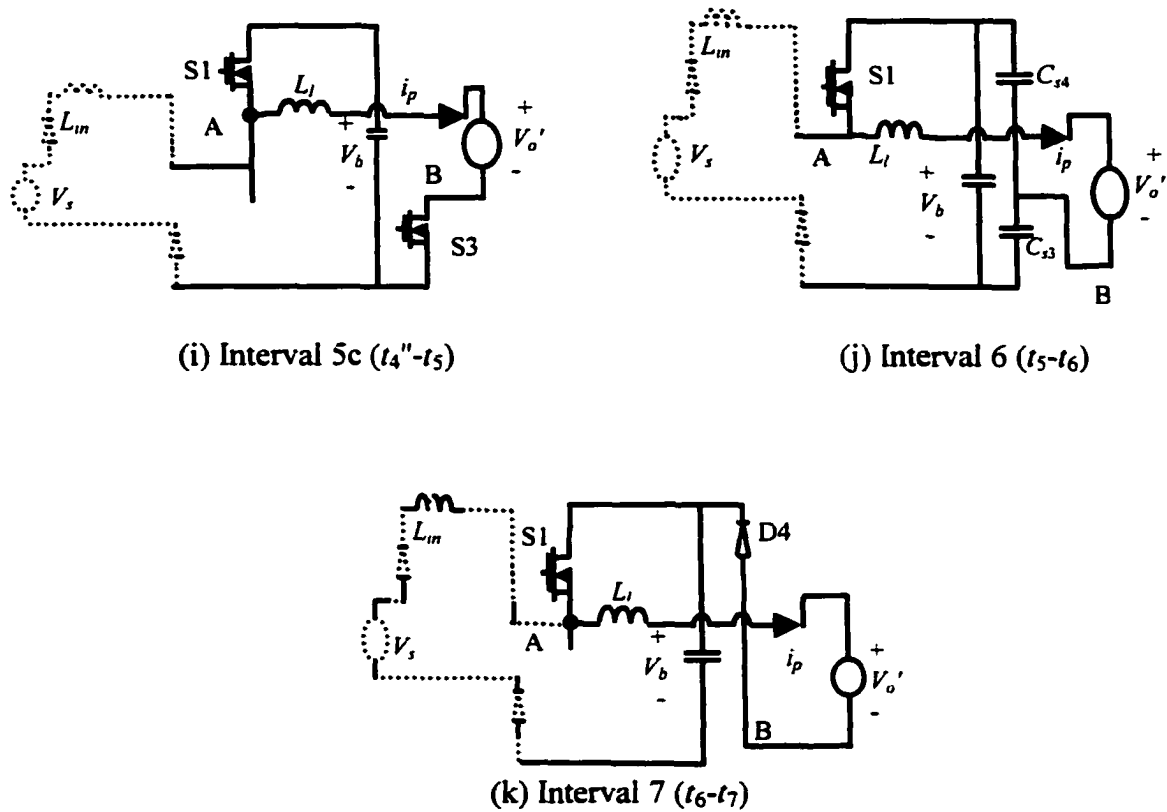 S1
L_l
i_p
+
L_in
A
+
V_b
-
V_o'
B
-
V_s
S3
(i) Interval 5c (t_4''-t_5)
L_in
S1
C_s4
V_s
A
L_l
i_p
+
+
V_b
-
V_o'
-
C_s3
B
(j) Interval 6 (t_5-t_6)
L_in
S1
D4
L_l
A
+
V_s
V_b
i_p
+
V_o'
-
-
B
(k) Interval 7 (t_6-t_7)